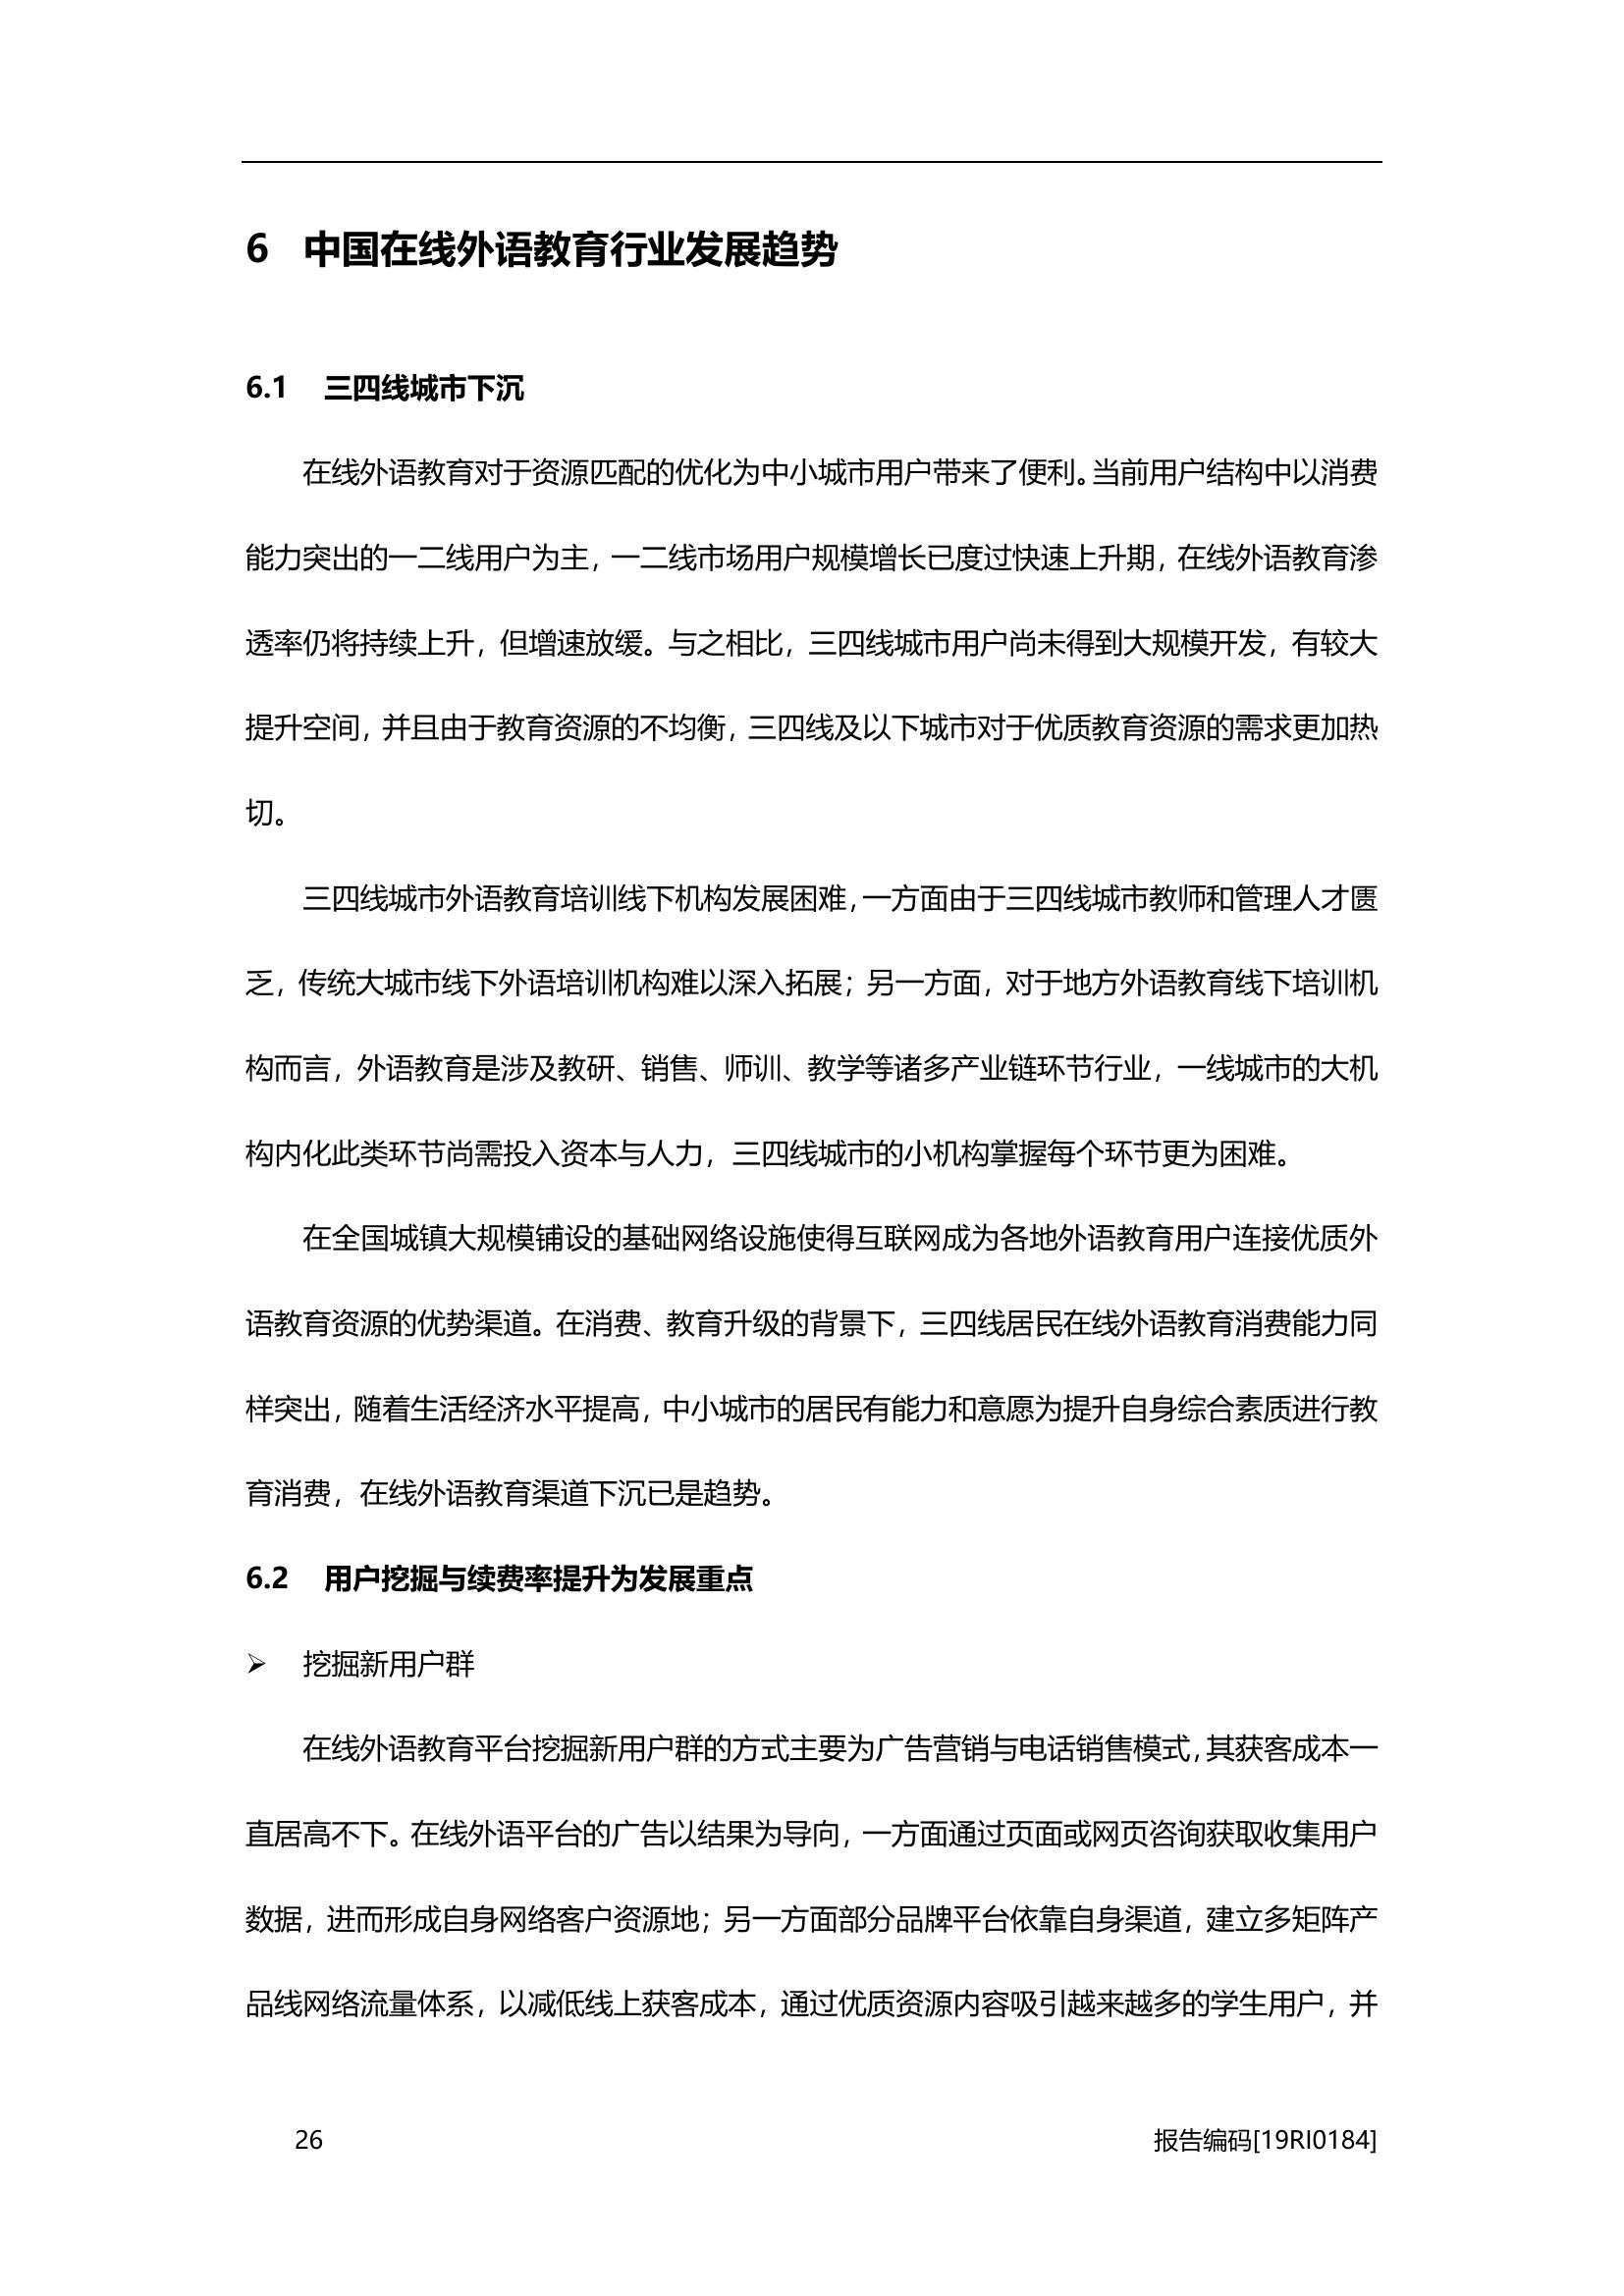 6 中国在线外语教育行业发展趋势
6.1 三四线城市下沉
在线外语教育对于资源匹配的优化为中小城市用户带来了便利。当前用户结构中以消费
能力突出的一二线用户为主，一二线市场用户规模增长已度过快速上升期，在线外语教育渗
透率仍将持续上升，但增速放缓。与之相比，三四线城市用户尚未得到大规模开发，有较大
提升空间，并且由于教育资源的不均衡，三四线及以下城市对于优质教育资源的需求更加热
切。
三四线城市外语教育培训线下机构发展困难，一方面由于三四线城市教师和管理人才匮
乏，传统大城市线下外语培训机构难以深入拓展；另一方面，对于地方外语教育线下培训机
构而言，外语教育是涉及教研、销售、师训、教学等诸多产业链环节行业，一线城市的大机
构内化此类环节尚需投入资本与人力，三四线城市的小机构掌握每个环节更为困难。
在全国城镇大规模铺设的基础网络设施使得互联网成为各地外语教育用户连接优质外
语教育资源的优势渠道。在消费、教育升级的背景下，三四线居民在线外语教育消费能力同
样突出，随着生活经济水平提高，中小城市的居民有能力和意愿为提升自身综合素质进行教
育消费，在线外语教育渠道下沉已是趋势。
6.2 用户挖掘与续费率提升为发展重点
➢ 挖掘新用户群
在线外语教育平台挖掘新用户群的方式主要为广告营销与电话销售模式，其获客成本一
直居高不下。在线外语平台的广告以结果为导向，一方面通过页面或网页咨询获取收集用户
数据，进而形成自身网络客户资源地；另一方面部分品牌平台依靠自身渠道，建立多矩阵产
品线网络流量体系，以减低线上获客成本，通过优质资源内容吸引越来越多的学生用户，并
26 报告编码[19RI0184]